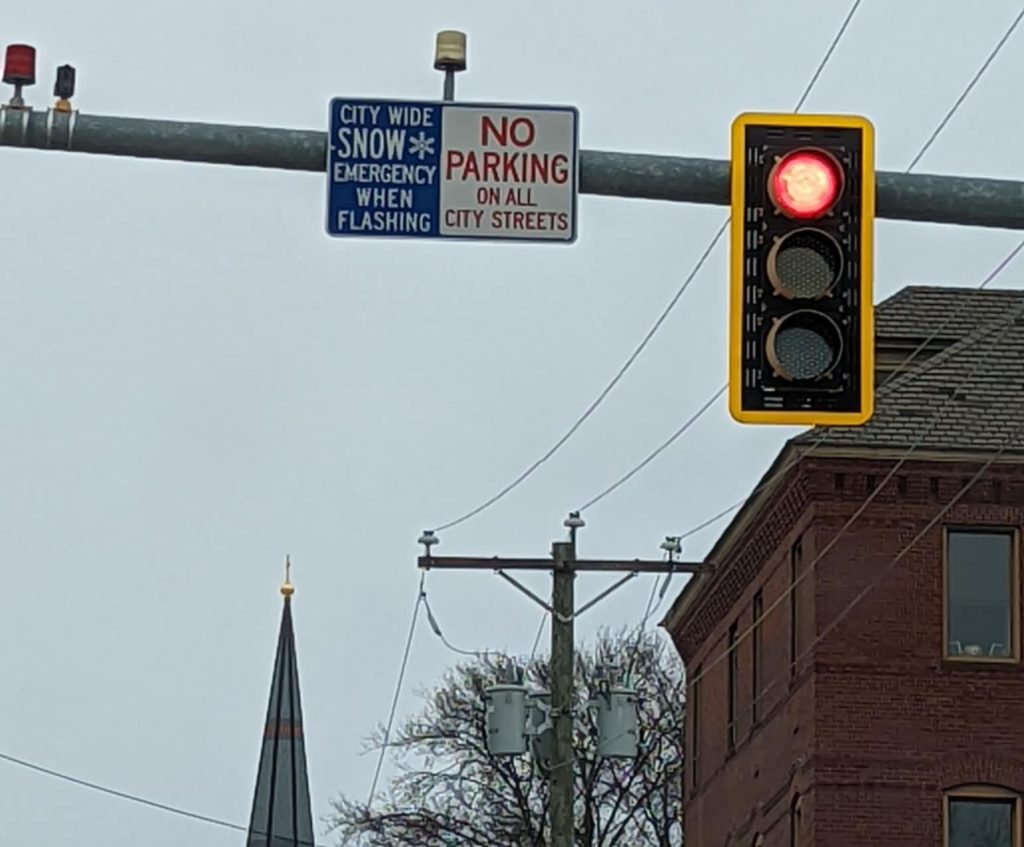 CITY WIDE
SNOW
EMERGENCY
WHEN
FLASHING
NO
PARKING
ON ALL
CITY STREETS